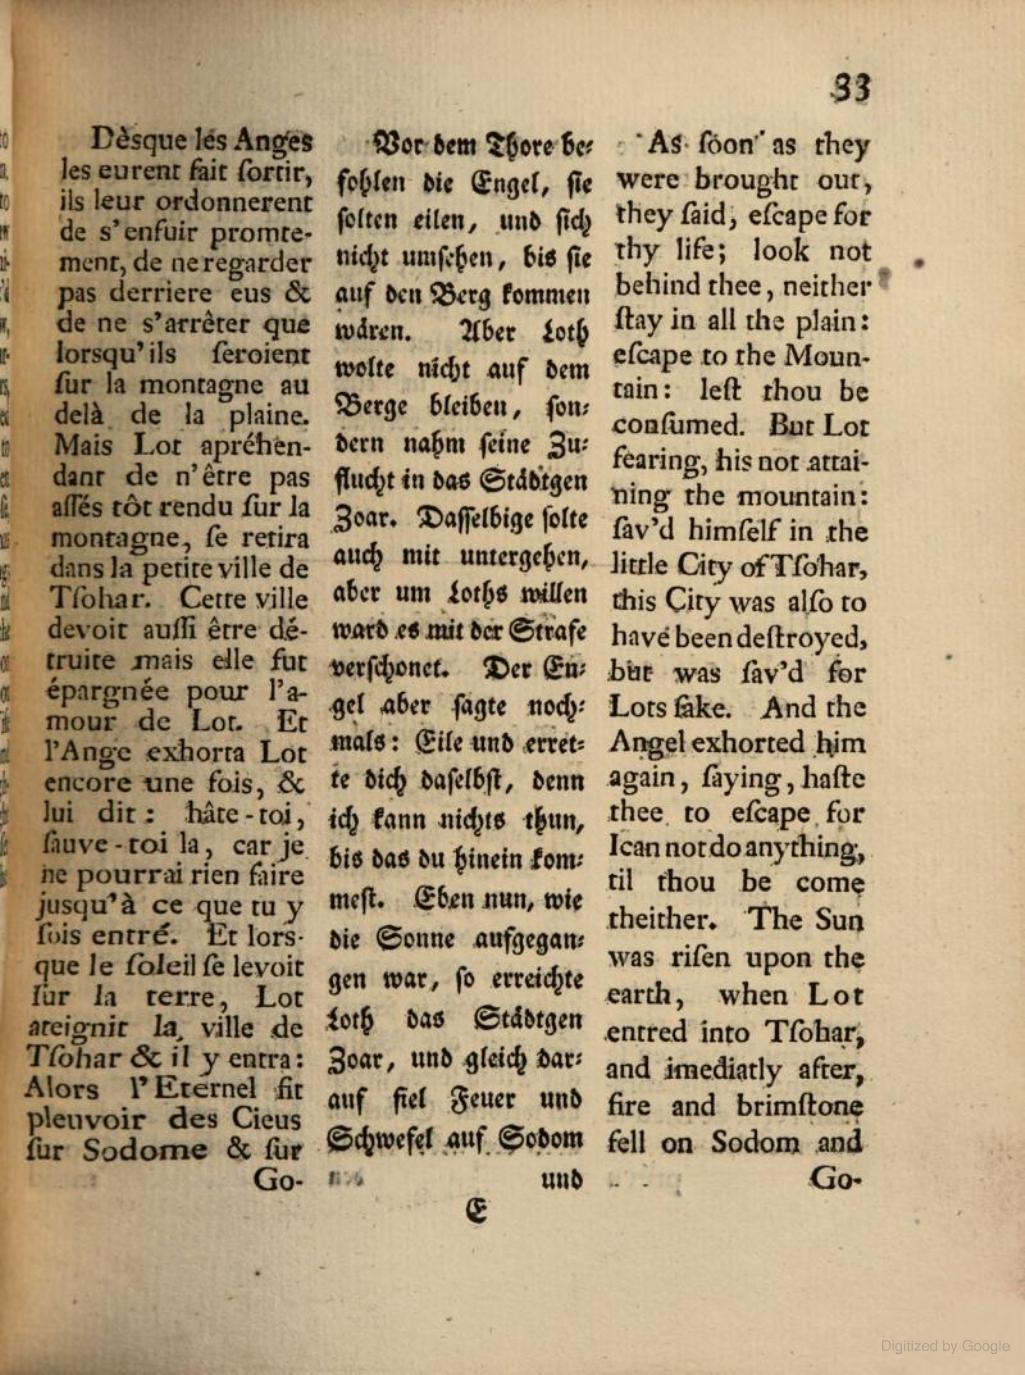 33
Dèsque les Anges
les eurent fait ſortir,
ils leur ordonnerent
de s'enfuir promte-
ment, de ne regarder
pas derriere eus &
de ne s'arrêter que
lorsqu'ils ſeroient
ſur la montagne au
delà de la plaine.
Mais Lot apréhen-
dant de n'être pas
aſſés tôt rendu ſur la
montagne, ſe retira
dans la petite ville de
Tſohar. Cette ville
devoit auſſi être dé-
truite mais elle fut
épargnée pour l'a-
mour de Lot. Et
l'Ange exhorta Lot
encore une fois, &
lui dit : hâte-toi,
ſauve-toi la, car je
ne pourrai rien faire
jusqu'à ce que tu y
ſois entré. Et lors-
que le ſoleil ſe levoit
ſur la terre, Lot
ateignit la ville de
Tſohar & il y entra:
Alors l'Eternel fit
pleuvoir des Cieus
ſur Sodome & ſur
Go-
Vor dem Thore be-
fohlen die Engel, ſie
ſolten eilen, und ſich
nicht umſehen, bis ſie
auf den Berg kommen
wären. Aber Loth
wolte nicht auf dem
Berge bleiben, ſon-
dern nahm ſeine Zu-
flucht in das Städtgen
Zoar. Daſſelbige ſolte
auch mit untergehen,
aber um Loths willen
ward es mit der Strafe
verſchonet. Der En-
gel aber ſagte noch-
mals: Eile und erret-
te dich daſelbſt, denn
ich kann nichts thun,
bis das du hinein kom-
meſt. Eben nun, wie
die Sonne aufgegan-
gen war, ſo erreichte
Loth das Städtgen
Zoar, und gleich dar-
auf fiel Feuer und
Schwefel auf Sodom
und
E
As ſoon as they
were brought out,
they ſaid, eſcape for
thy life; look not
behind thee, neither
ſtay in all the plain:
eſcape to the Moun-
tain: leſt thou be
conſumed. But Lot
fearing, his not attai-
ning the mountain:
ſav'd himſelf in the
little City of Tſohar,
this City was alſo to
have been deſtroyed,
but was ſav'd for
Lots ſake. And the
Angel exhorted him
again, ſaying, haſte
thee to eſcape for
I can not do anything,
til thou be come
theither. The Sun
was riſen upon the
earth, when Lot
entred into Tſohar,
and imediatly after,
fire and brimſtone
fell on Sodom and
Go-
Digitized by Google